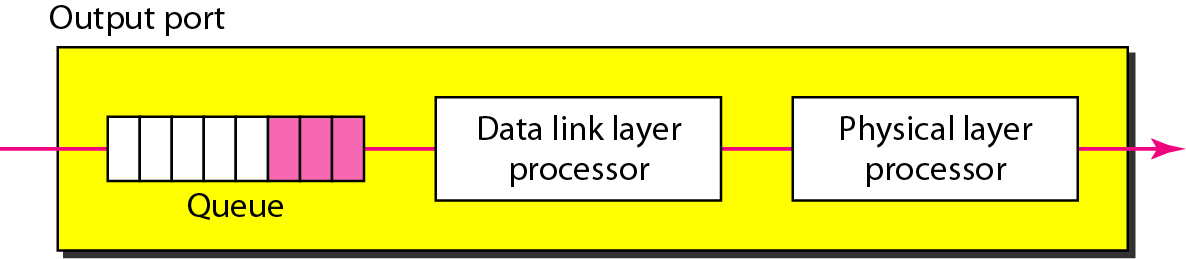 Output port
Queue
Data link layer
processor
Physical layer
processor